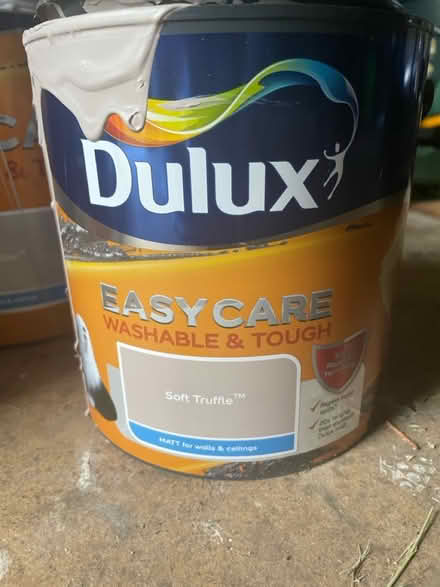 Dulux
EASYCARE
WASHABLE & TOUGH
Soft Truffle™
MATT for walls & ceilings